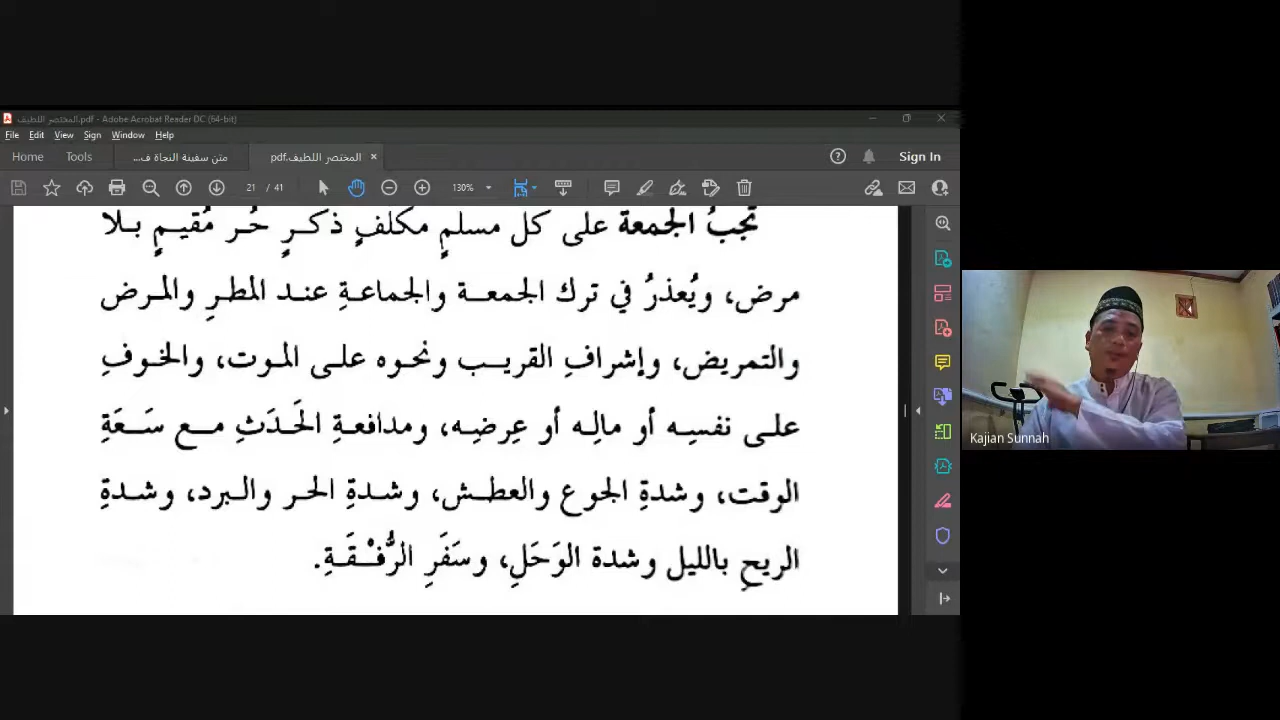 المختصر اللطيف.pdf - Adobe Acrobat Reader DC (64-bit)
File Edit View Sign Window Help
Home Tools متن سفينة النجاة ف... المختصر اللطيف.pdf × Sign In
21 / 41 130%
تجبُ الجمعة على كل مسلمٍ مكلفٍ ذكرٍ حُر مُقيمٍ بلا
مرض، ويُعذرُ في ترك الجمعة والجماعةِ عند المطرِ والمرض
والتمريض، وإشرافِ القريب ونحوه على الموت، والخوفِ
على نفسِه أو مالِه أو عِرضِه، ومدافعةِ الحَدَثِ مع سَعَةِ
الوقت، وشدةِ الجوع والعطش، وشدةِ الحر والبرد، وشدةِ
الريحِ بالليل وشدة الوَحَلِ، وسَفَرِ الرُّفْقَةِ.
Kajian Sunnah